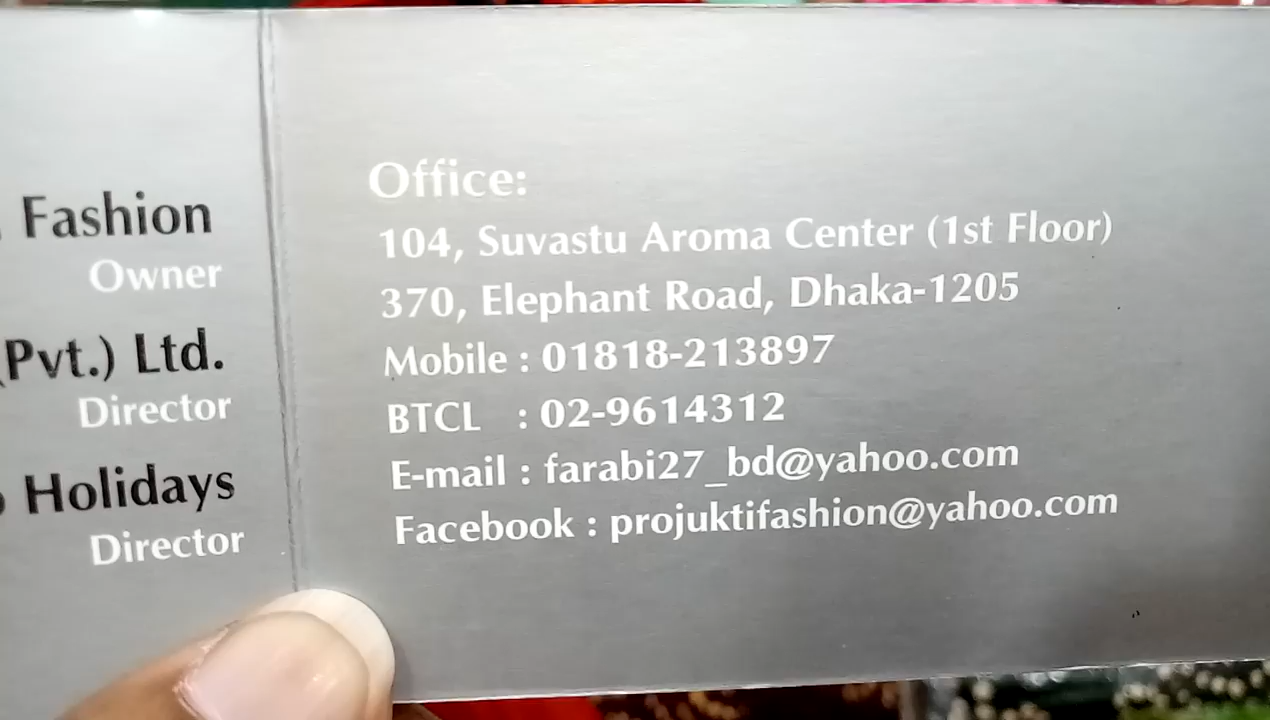 Fashion
Owner
(Pvt.) Ltd.
Director
Holidays
Director
Office:
104, Suvastu Aroma Center (1st Floor)
370, Elephant Road, Dhaka-1205
Mobile : 01818-213897
BTCL : 02-9614312
E-mail : farabi27_bd@yahoo.com
Facebook : projuktifashion@yahoo.com